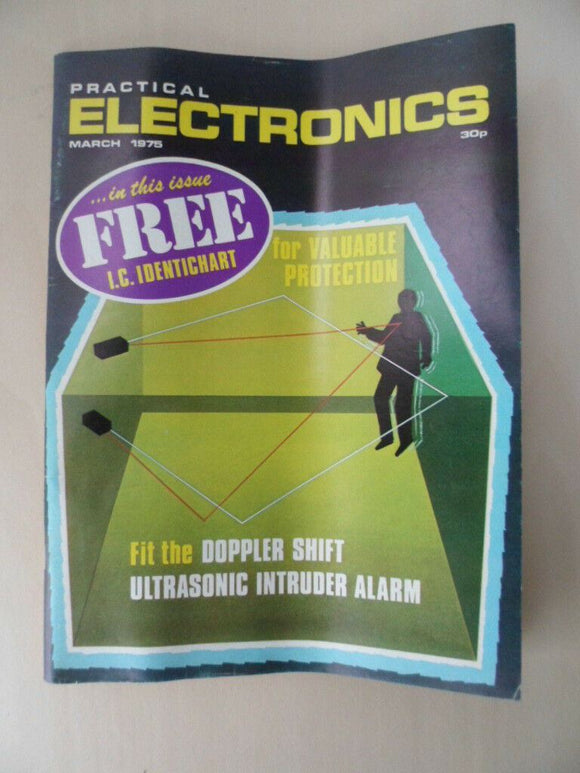 PRACTICAL
ELECTRONICS
MARCH 1975
30p
...in this issue
FREE
I.C. IDENTICHART
for VALUABLE
PROTECTION
Fit the DOPPLER SHIFT
ULTRASONIC INTRUDER ALARM